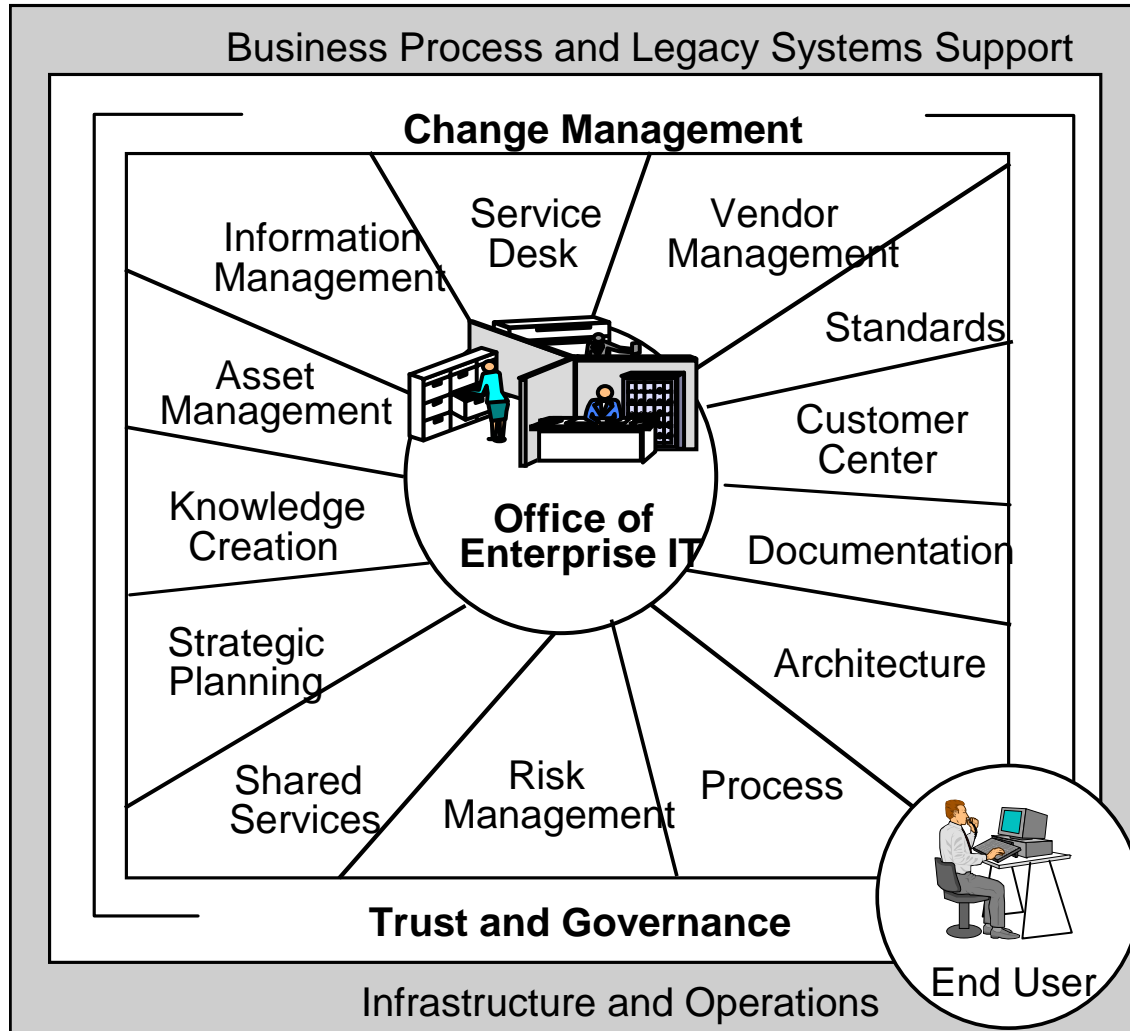 Business Process and Legacy Systems Support
Change Management
Information
Management
Service
Desk
Vendor
Management
Standards
Asset
Management
Customer
Center
Knowledge
Creation
Office of
Enterprise IT
Documentation
Strategic
Planning
Architecture
Shared
Services
Risk
Management
Process
Trust and Governance
End User
Infrastructure and Operations